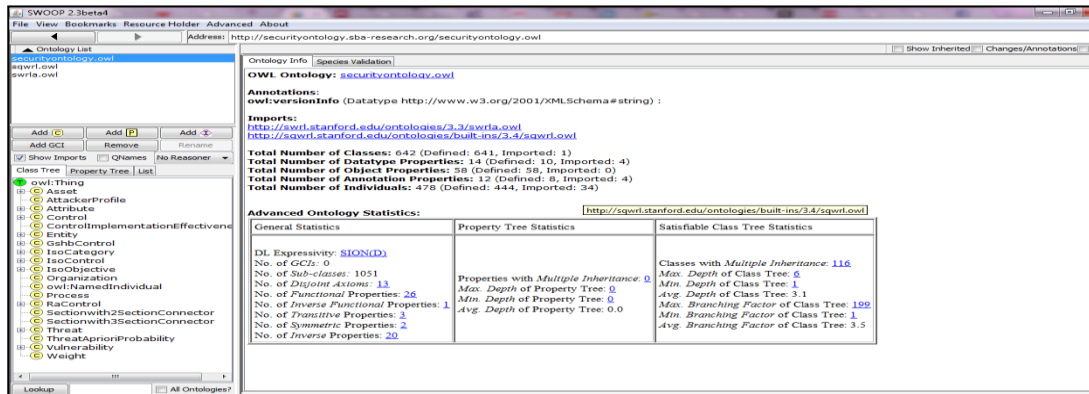 SWOOP 2.3beta4
File View Bookmarks Resource Holder Advanced About
Address: http://securityontology.sba-research.org/securityontology.owl
Ontology List
securityontology.owl
sqwrl.owl
swrla.owl
Add C Add P Add I
Add GCI Remove Rename
Show Imports QNames No Reasoner
Class Tree Property Tree List
owl:Thing
Asset
AttackerProfile
Attribute
Control
ControlImplementationEffectivene
Entity
GshbControl
IsoCategory
IsoControl
IsoObjective
Organization
owl:NamedIndividual
Process
RaControl
Sectionwith2SectionConnector
Sectionwith3SectionConnector
Threat
ThreatAprioriProbability
Vulnerability
Weight
Lookup All Ontologies?
Show Inherited Changes/Annotations
Ontology Info Species Validation
OWL Ontology: securityontology.owl
Annotations:
owl:versionInfo (Datatype http://www.w3.org/2001/XMLSchema#string) :
Imports:
http://swrl.stanford.edu/ontologies/3.3/swrla.owl
http://sqwrl.stanford.edu/ontologies/built-ins/3.4/sqwrl.owl
Total Number of Classes: 642 (Defined: 641, Imported: 1)
Total Number of Datatype Properties: 14 (Defined: 10, Imported: 4)
Total Number of Object Properties: 58 (Defined: 58, Imported: 0)
Total Number of Annotation Properties: 12 (Defined: 8, Imported: 4)
Total Number of Individuals: 478 (Defined: 444, Imported: 34)
http://sqwrl.stanford.edu/ontologies/built-ins/3.4/sqwrl.owl
Advanced Ontology Statistics:
General Statistics
DL Expressivity: SION(D)
No. of GCIs: 0
No. of Sub-classes: 1051
No. of Disjoint Axioms: 13
No. of Functional Properties: 26
No. of Inverse Functional Properties: 1
No. of Transitive Properties: 3
No. of Symmetric Properties: 2
No. of Inverse Properties: 20
Property Tree Statistics
Properties with Multiple Inheritance: 0
Max. Depth of Property Tree: 0
Min. Depth of Property Tree: 0
Avg. Depth of Property Tree: 0.0
Satisfiable Class Tree Statistics
Classes with Multiple Inheritance: 116
Max. Depth of Class Tree: 6
Min. Depth of Class Tree: 1
Avg. Depth of Class Tree: 3.1
Max. Branching Factor of Class Tree: 199
Min. Branching Factor of Class Tree: 1
Avg. Branching Factor of Class Tree: 3.5